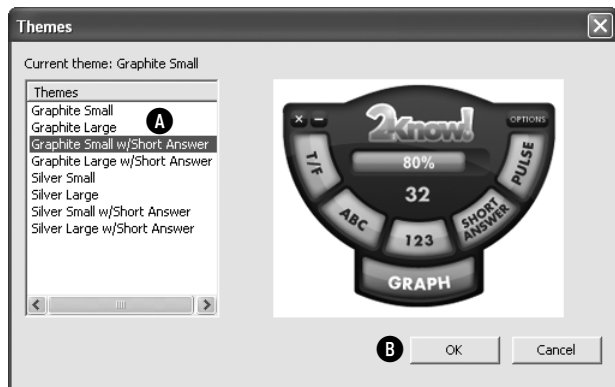 Themes
Current theme: Graphite Small
Themes
Graphite Small
Graphite Large
A
Graphite Small w/Short Answer
Graphite Large w/Short Answer
Silver Small
Silver Large
Silver Small w/Short Answer
Silver Large w/Short Answer
2Know!
OPTIONS
80%
32
T/F
ABC
123
SHORT
ANSWER
PULSE
GRAPH
B
OK
Cancel